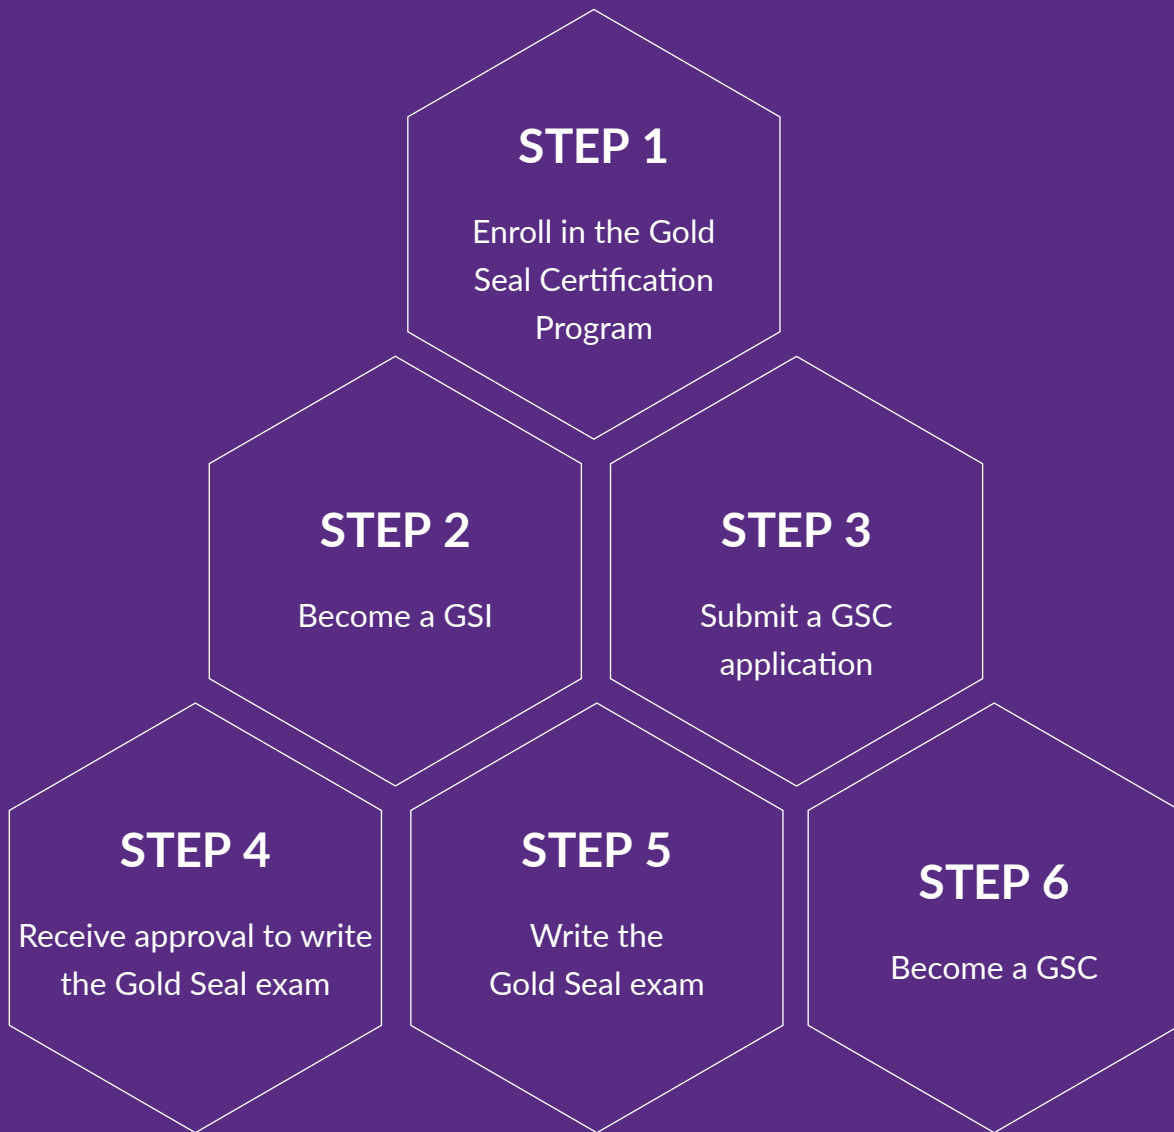 STEP 1
Enroll in the Gold
Seal Certification
Program
STEP 2
Become a GSI
STEP 3
Submit a GSC
application
STEP 4
Receive approval to write
the Gold Seal exam
STEP 5
Write the
Gold Seal exam
STEP 6
Become a GSC